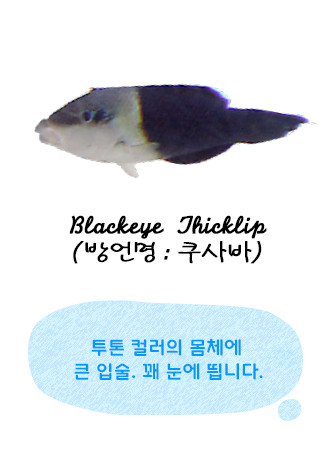 Blackeye Thicklip
(방언명 : 쿠사바)
투톤 컬러의 몸체에
큰 입술. 꽤 눈에 띕니다.